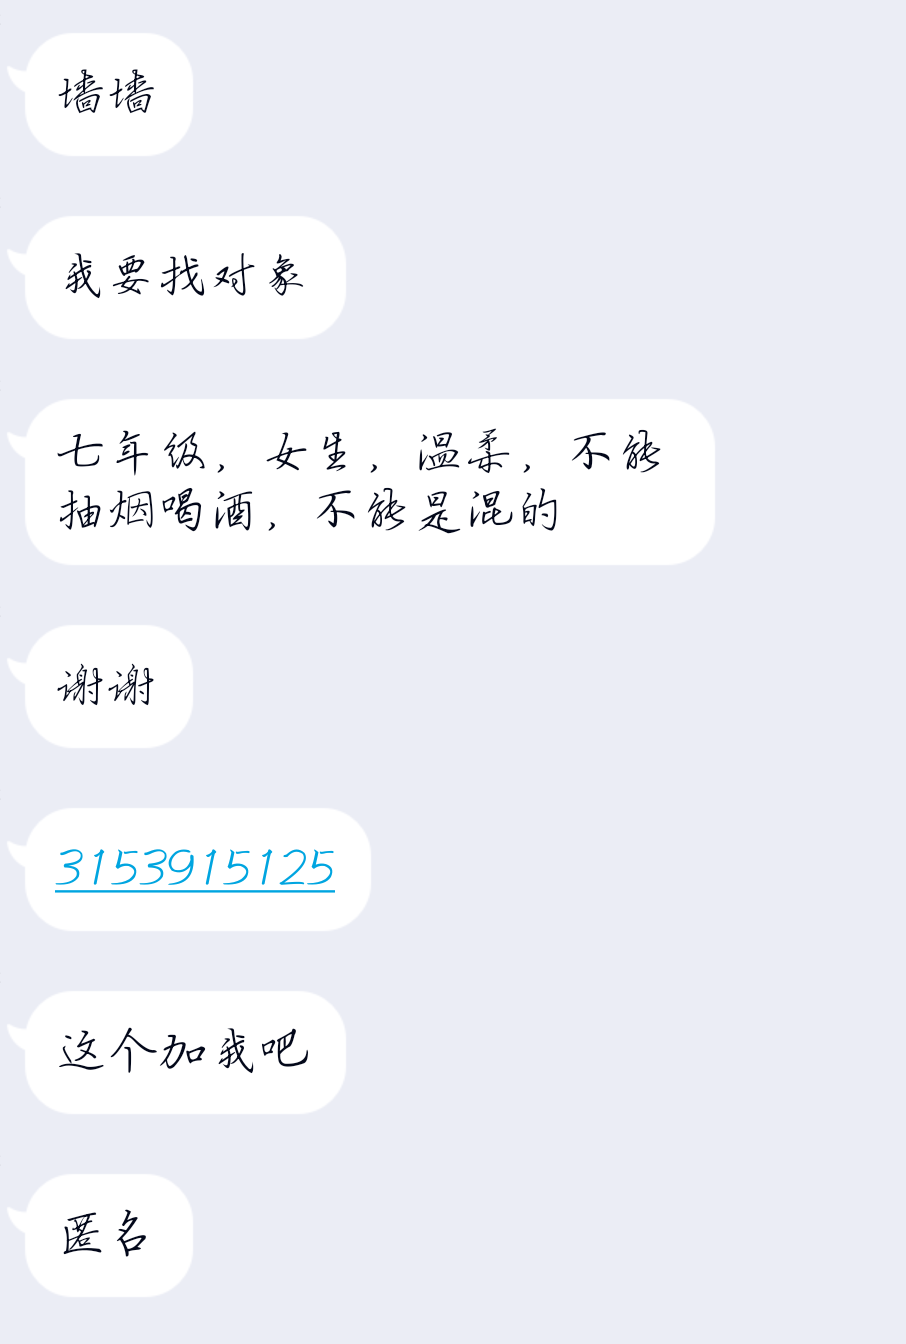 墙墙
我要找对象
七年级，女生，温柔，不能
抽烟喝酒，不能是混的
谢谢
3153915125
这个加我吧
匿名